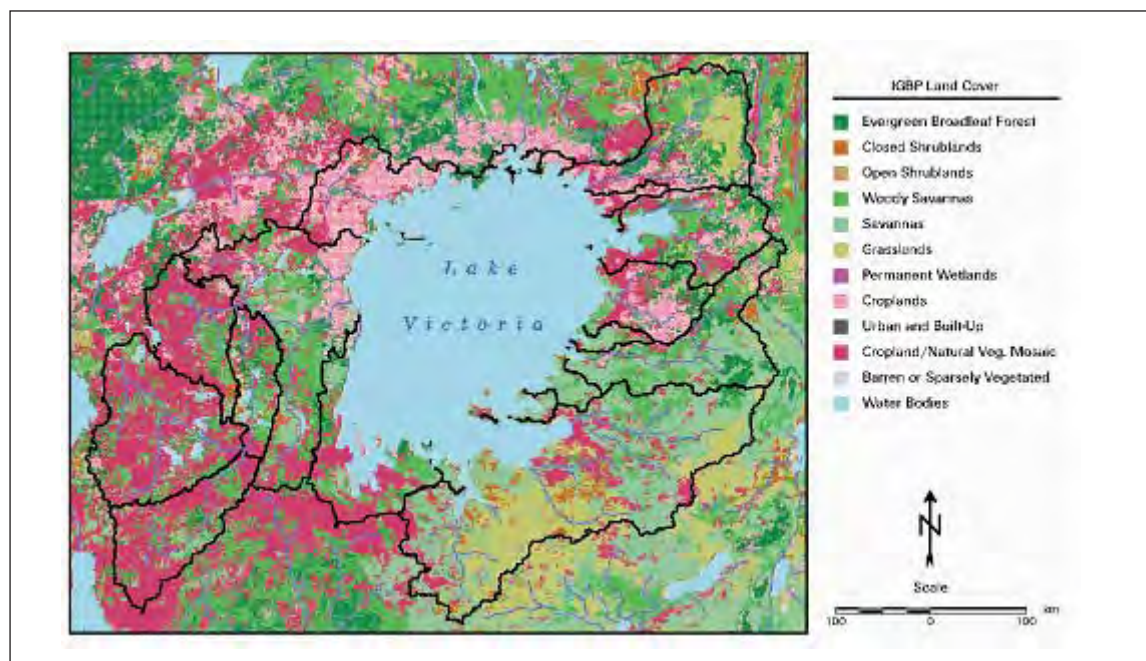 Lake
Victoria
IGBP Land Cover
Evergreen Broadleaf Forest
Closed Shrublands
Open Shrublands
Woody Savannas
Savannas
Grasslands
Permanent Wetlands
Croplands
Urban and Built-Up
Cropland/Natural Veg. Mosaic
Barren or Sparsely Vegetated
Water Bodies
N
Scale
km
100 0 100